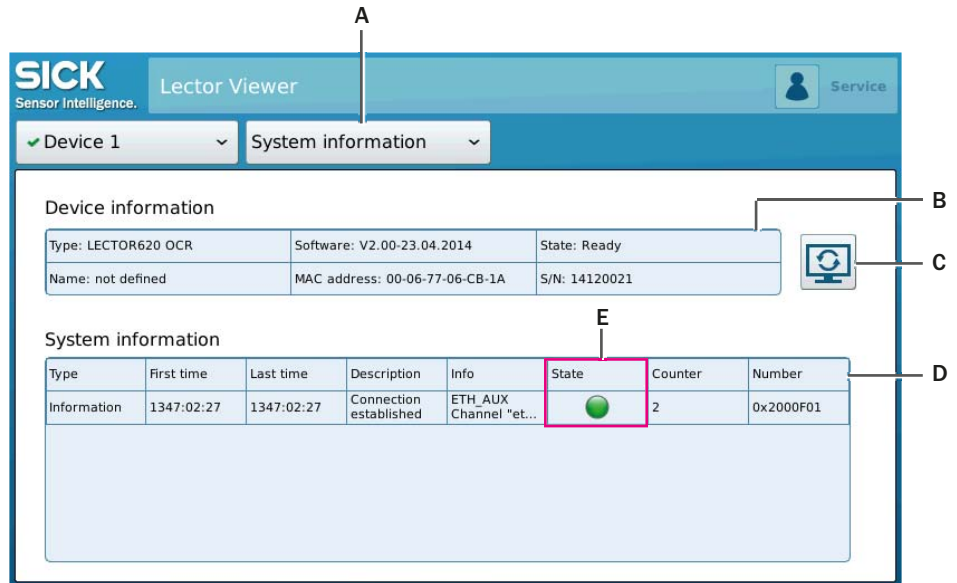 A
SICK
Sensor Intelligence.
Lector Viewer
Service
Device 1
System information
Device information
B
Type: LECTOR620 OCR
Software: V2.00-23.04.2014
State: Ready
Name: not defined
MAC address: 00-06-77-06-CB-1A
S/N: 14120021
C
System information
E
Type
First time
Last time
Description
Info
State
Counter
Number
D
Information
1347:02:27
1347:02:27
Connection
established
ETH_AUX
Channel "et...
2
0x2000F01